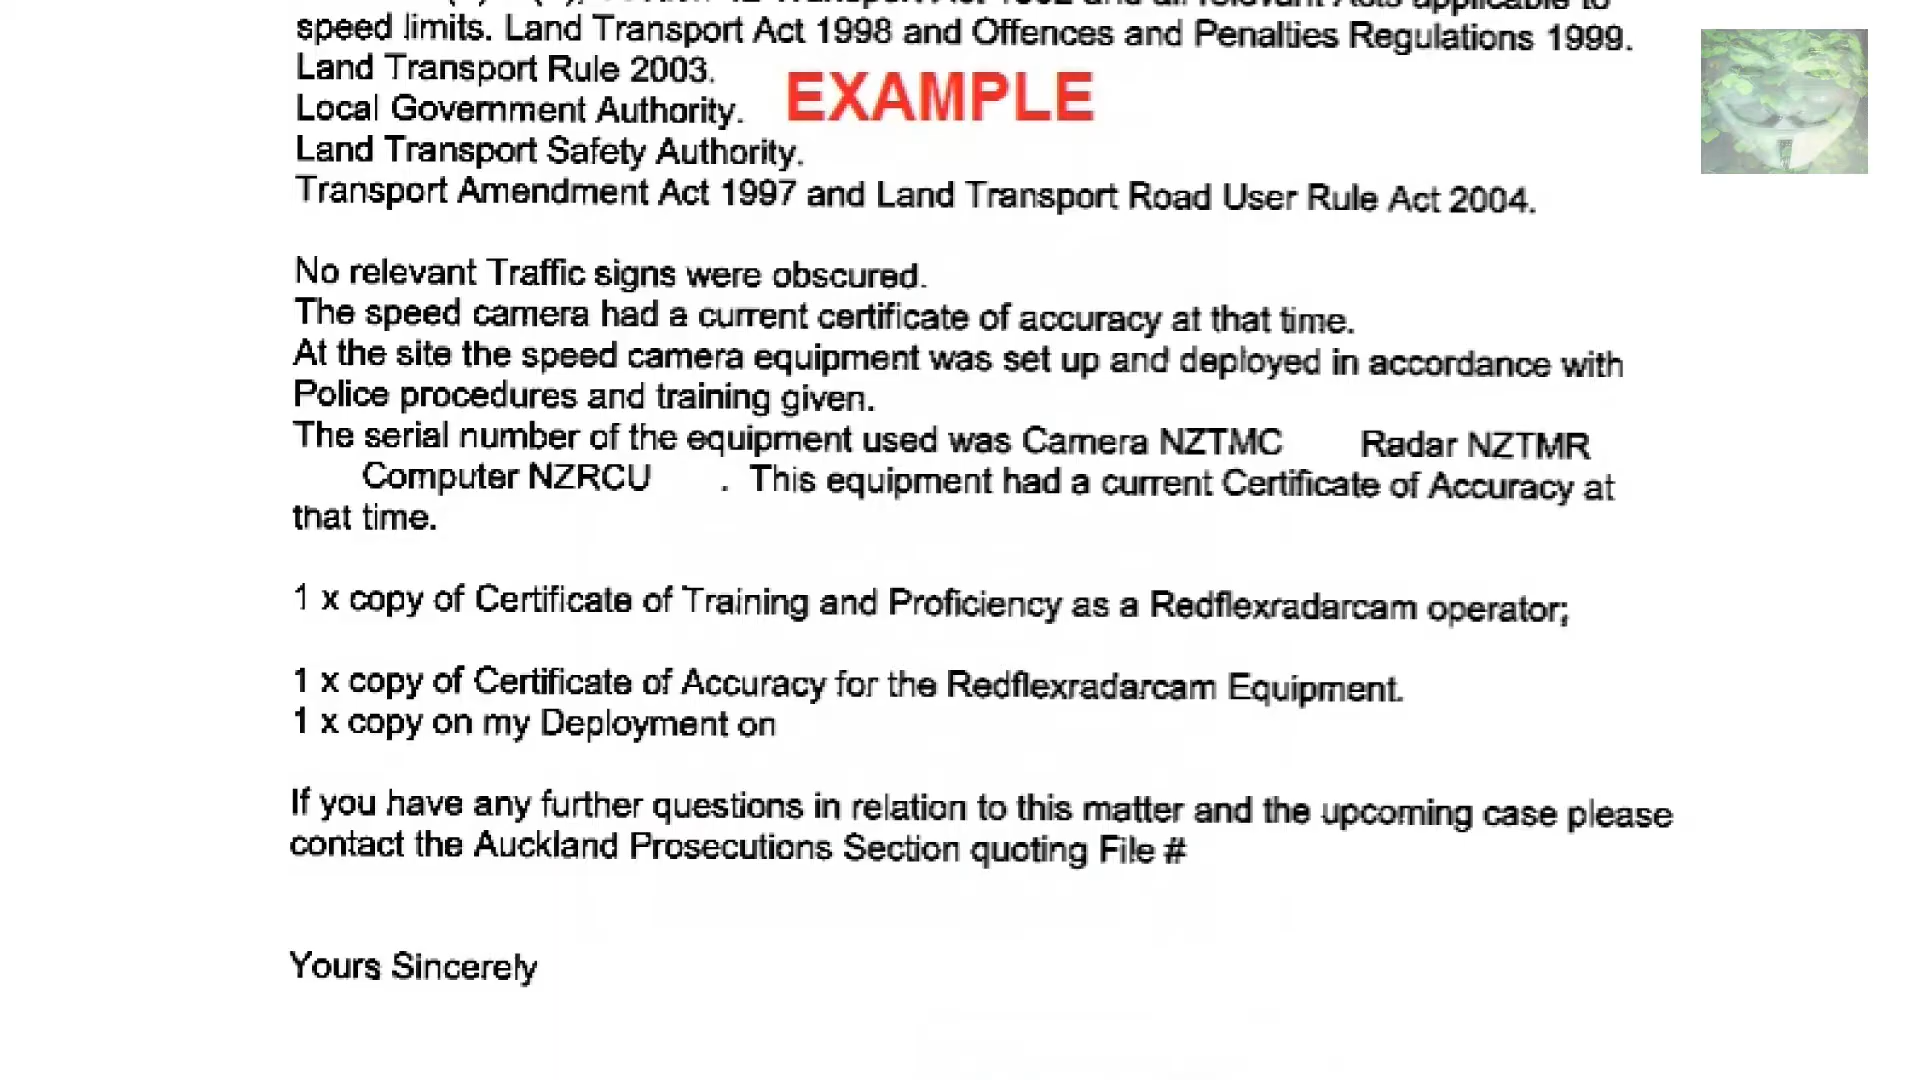 speed limits. Land Transport Act 1998 and Offences and Penalties Regulations 1999.
Land Transport Rule 2003.
EXAMPLE
Local Government Authority.
Land Transport Safety Authority.
Transport Amendment Act 1997 and Land Transport Road User Rule Act 2004.
No relevant Traffic signs were obscured.
The speed camera had a current certificate of accuracy at that time.
At the site the speed camera equipment was set up and deployed in accordance with
Police procedures and training given.
The serial number of the equipment used was Camera NZTMC Radar NZTMR
Computer NZRCU . This equipment had a current Certificate of Accuracy at
that time.
1 x copy of Certificate of Training and Proficiency as a Redflexradarcam operator;
1 x copy of Certificate of Accuracy for the Redflexradarcam Equipment.
1 x copy on my Deployment on
If you have any further questions in relation to this matter and the upcoming case please
contact the Auckland Prosecutions Section quoting File #
Yours Sincerely